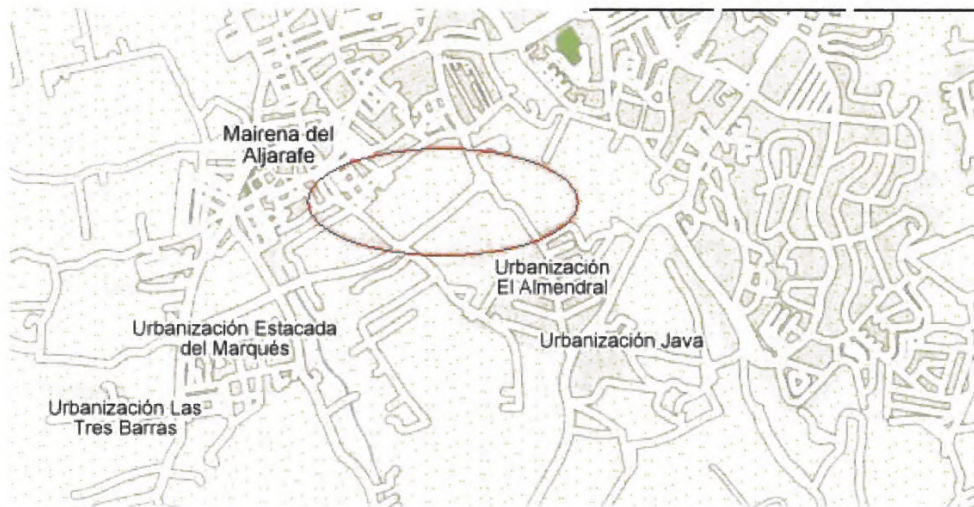 Mairena del
Aljarafe
Urbanización
El Almendral
Urbanización Estacada
del Marqués
Urbanización Java
Urbanización Las
Tres Barras